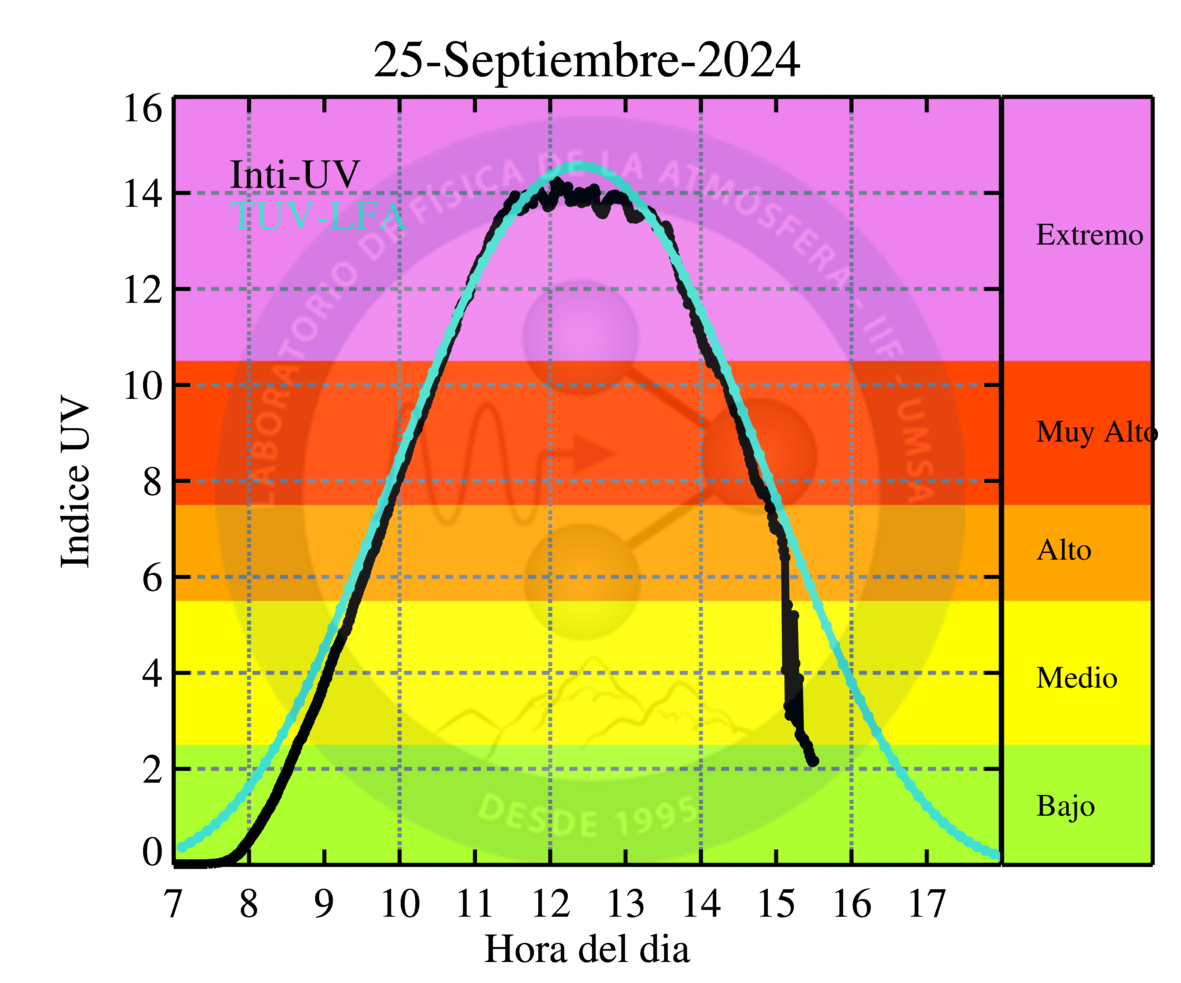 25-Septiembre-2024
16
14
12
10
8
6
4
2
0
Indice UV
Inti-UV
TUV-LFA
LABORATORIO DE FÍSICA DE LA ATMÓSFERA - IIF - UMSA
DESDE 1995
Extremo
Muy Alto
Alto
Medio
Bajo
7 8 9 10 11 12 13 14 15 16 17
Hora del dia